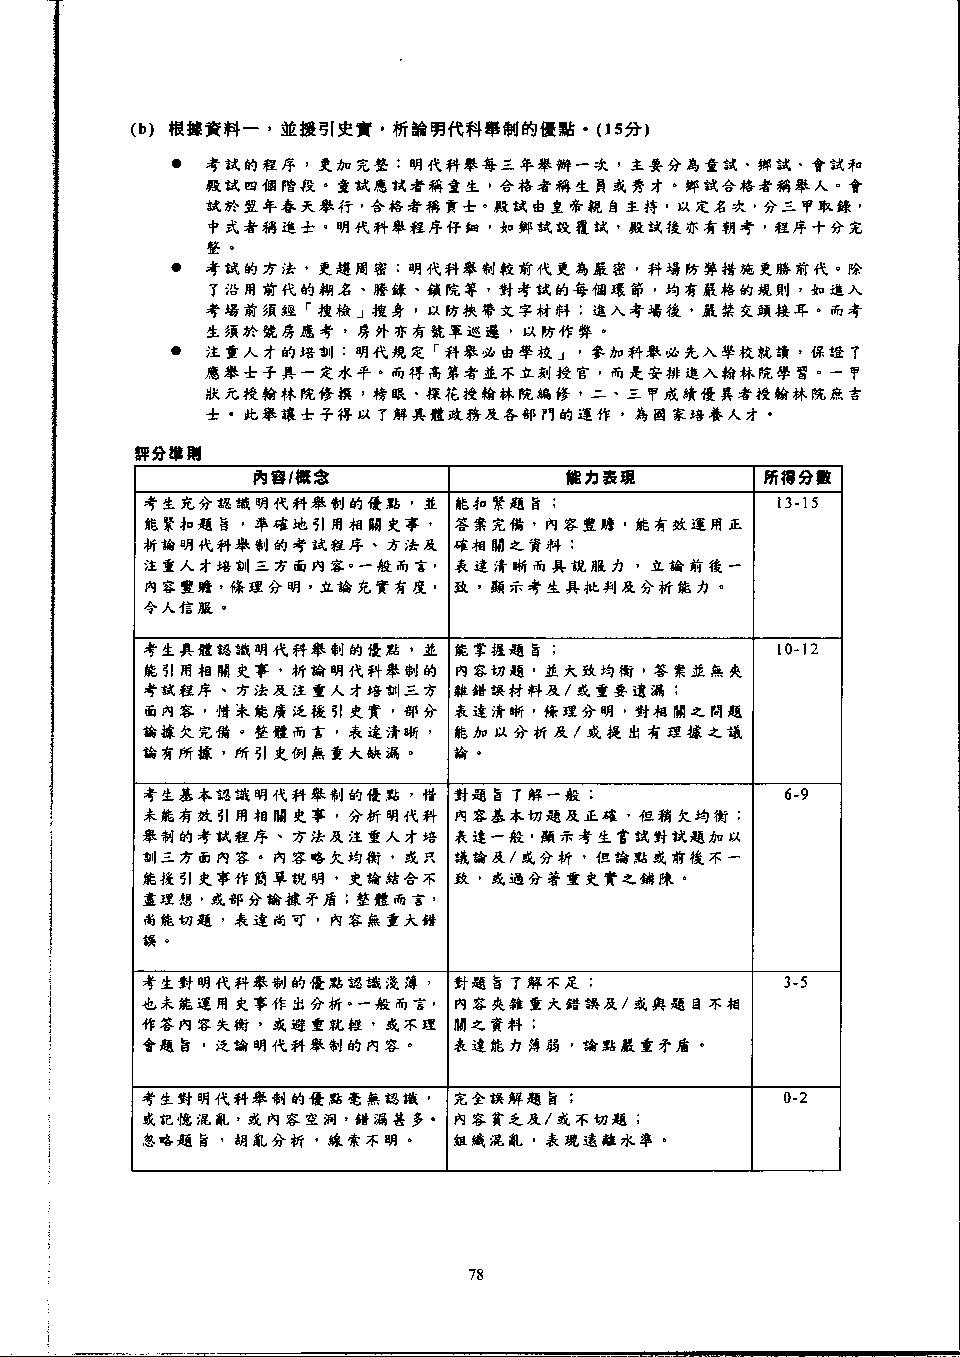 (b) 根據資料一，並援引史實，析論明代科舉制的優點。(15分)
● 考試的程序，更加完整：明代科舉每三年舉辦一次，主要分為童試、鄉試、會試和
殿試四個階段。童試應試者稱童生，合格者稱生員或秀才。鄉試合格者稱舉人。會
試於翌年春天舉行，合格者稱貢士。殿試由皇帝親自主持，以定名次，分三甲取錄，
中式者稱進士。明代科舉程序仔細，如鄉試設覆試，殿試後亦有朝考，程序十分完
整。
● 考試的方法，更趨周密：明代科舉制較前代更為嚴密，科場防弊措施更勝前代。除
了沿用前代的糊名、謄錄、鎖院等，對考試的每個環節，均有嚴格的規則，如進入
考場前須經「搜檢」搜身，以防挾帶文字材料；進入考場後，嚴禁交頭接耳。而考
生須於號房應考，房外亦有號軍巡邏，以防作弊。
● 注重人才的培訓：明代規定「科舉必由學校」，參加科舉必先入學校就讀，保證了
應舉士子具一定水平。而得高第者並不立刻授官，而是安排進入翰林院學習。一甲
狀元授翰林院修撰，榜眼、探花授翰林院編修，二、三甲成績優異者授翰林院庶吉
士。此舉讓士子得以了解具體政務及各部門的運作，為國家培養人才。
評分準則
內容/概念 能力表現 所得分數
考生充分認識明代科舉制的優點，並
能緊扣題旨，準確地引用相關史事，
析論明代科舉制的考試程序、方法及
注重人才培訓三方面內容。一般而言，
內容豐贍，條理分明，立論充實有度，
令人信服。
能扣緊題旨；
答案完備，內容豐贍，能有效運用正
確相關之資料；
表達清晰而具說服力，立論前後一
致，顯示考生具批判及分析能力。
13-15
考生具體認識明代科舉制的優點，並
能引用相關史事，析論明代科舉制的
考試程序、方法及注重人才培訓三方
面內容，惜未能廣泛援引史實，部分
論據欠完備。整體而言，表達清晰，
論有所據，所引史例無重大缺漏。
能掌握題旨；
內容切題，並大致均衡，答案並無夾
雜錯誤材料及/或重要遺漏；
表達清晰，條理分明，對相關之問題
能加以分析及/或提出有理據之議
論。
10-12
考生基本認識明代科舉制的優點，惜
未能有效引用相關史事，分析明代科
舉制的考試程序、方法及注重人才培
訓三方面內容。內容略欠均衡，或只
能援引史事作簡單說明，史論結合不
盡理想，或部分論據矛盾；整體而言，
尚能切題，表達尚可，內容無重大錯
誤。
對題旨了解一般；
內容基本切題及正確，但稍欠均衡；
表達一般，顯示考生嘗試對試題加以
議論及/或分析，但論點或前後不一
致，或過分著重史實之鋪陳。
6-9
考生對明代科舉制的優點認識淺薄，
也未能運用史事作出分析。一般而言，
作答內容失衡，或避重就輕，或不理
會題旨，泛論明代科舉制的內容。
對題旨了解不足；
內容夾雜重大錯誤及/或與題目不相
關之資料；
表達能力薄弱，論點嚴重矛盾。
3-5
考生對明代科舉制的優點毫無認識，
或記憶混亂，或內容空洞，錯漏甚多。
忽略題旨，胡亂分析，線索不明。
完全誤解題旨；
內容貧乏及/或不切題；
組織混亂，表現遠離水準。
0-2
78